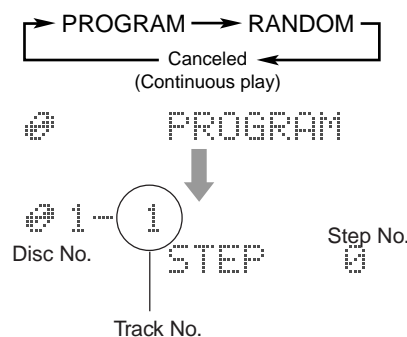 PROGRAM RANDOM
Canceled
(Continuous play)
PROGRAM
1– 1
Disc No.
Step No.
STEP 0
Track No.